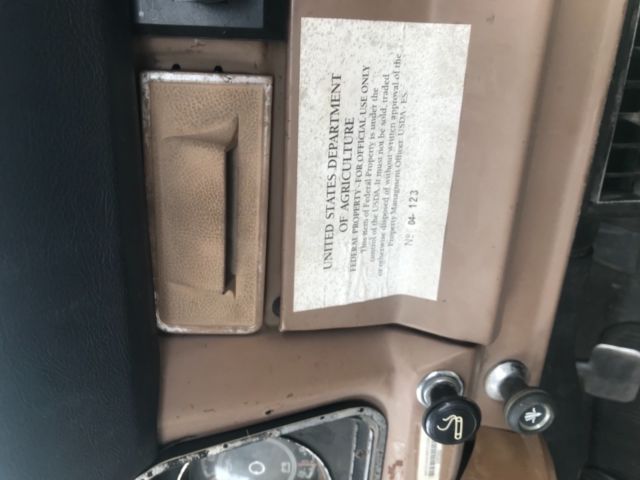 UNITED STATES DEPARTMENT
OF AGRICULTURE
FEDERAL PROPERTY-FOR OFFICIAL USE ONLY
This item of Federal Property is under the
control of the USDA. It must not be sold, traded
or otherwise disposed of without written approval of the
Property Managment Officer. USDA - ES.
No 04- 123